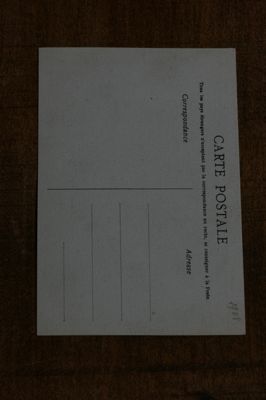 CARTE POSTALE
Tous les pays étrangers n'acceptent pas la correspondance au recto, se renseigner à la Poste
Correspondance
Adresse